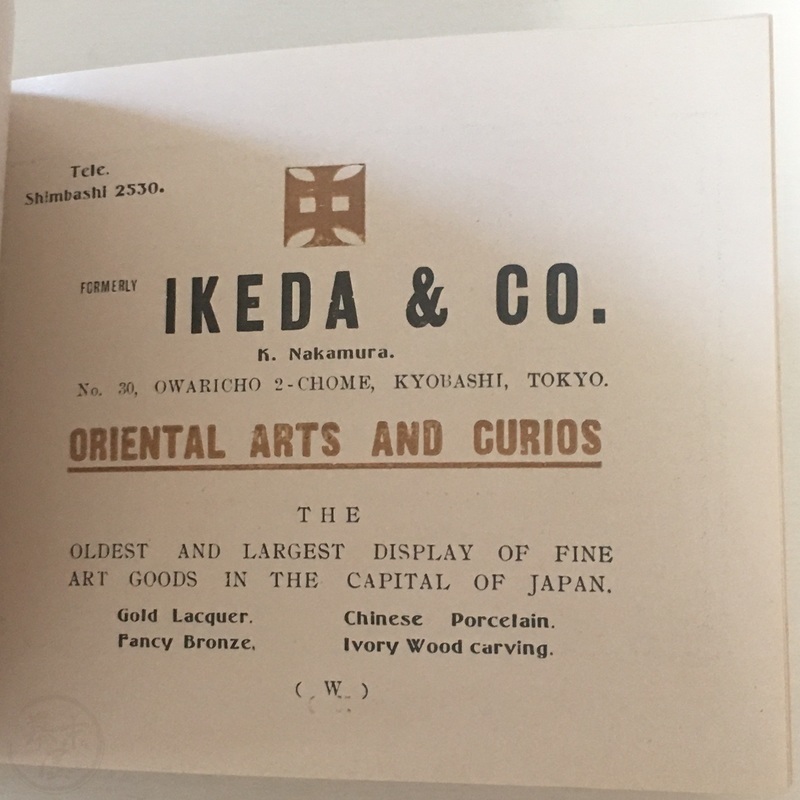 Tele.
Shimbashi 2530.
FORMERLY IKEDA & CO.
K. Nakamura.
No. 30, OWARICHO 2-CHOME, KYOBASHI, TOKYO.
ORIENTAL ARTS AND CURIOS
THE
OLDEST AND LARGEST DISPLAY OF FINE
ART GOODS IN THE CAPITAL OF JAPAN.
Gold Lacquer. Chinese Porcelain.
Fancy Bronze, Ivory Wood carving.
( W. )